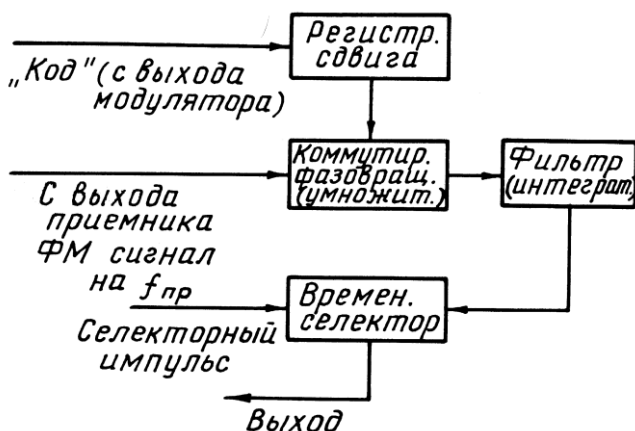 Регистр.
сдвига
„Код" (с выхода
модулятора)
Коммутир.
фазовращ.
(умножит.)
Фильтр
(интеграт.)
С выхода
приемника
ФМ сигнал
на fпр
Времен.
селектор
Селекторный
импульс
Выход